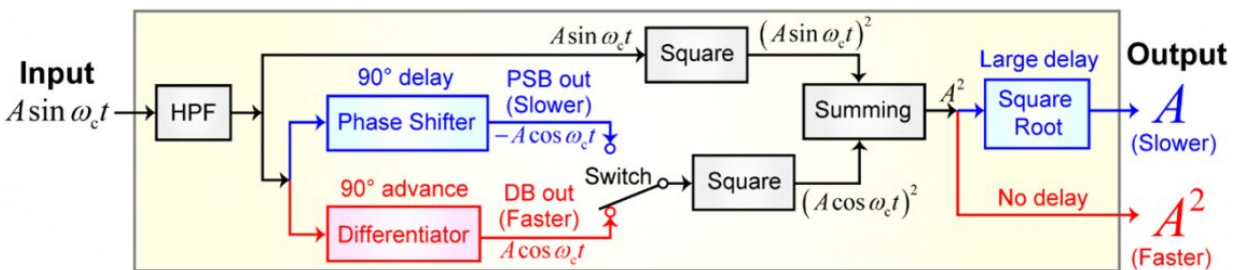 Input
A sin ω_c t
HPF
90° delay
Phase Shifter
PSB out
(Slower)
−A cos ω_c t
90° advance
Differentiator
DB out
(Faster)
A cos ω_c t
Switch
A sin ω_c t
Square
(A sin ω_c t)²
Square
(A cos ω_c t)²
Summing
A²
Large delay
Square
Root
No delay
Output
A
(Slower)
A²
(Faster)